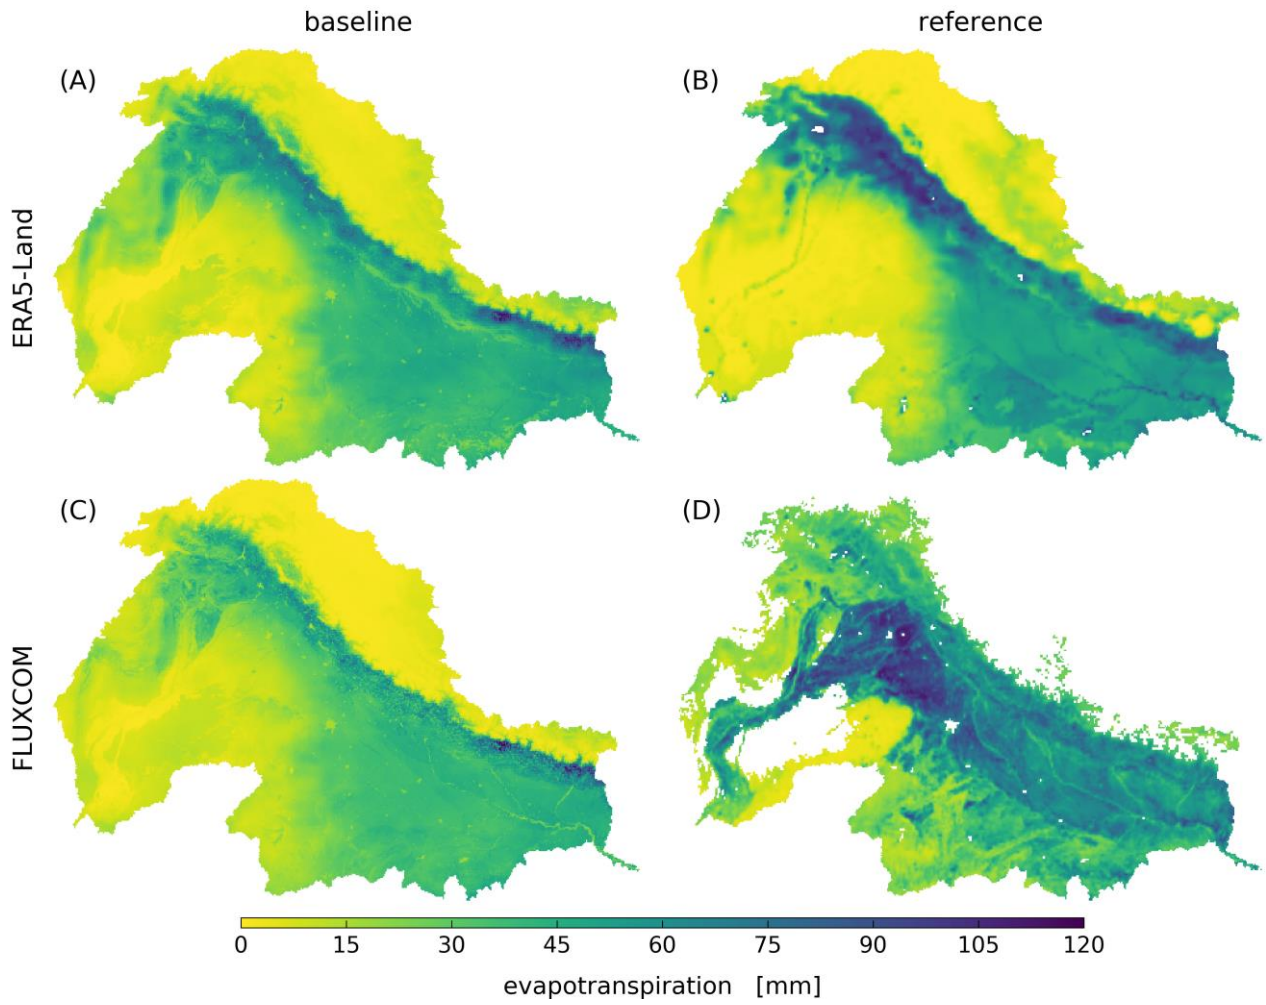 baseline reference
(A) (B)
ERA5-Land
(C) (D)
FLUXCOM
0 15 30 45 60 75 90 105 120
evapotranspiration [mm]